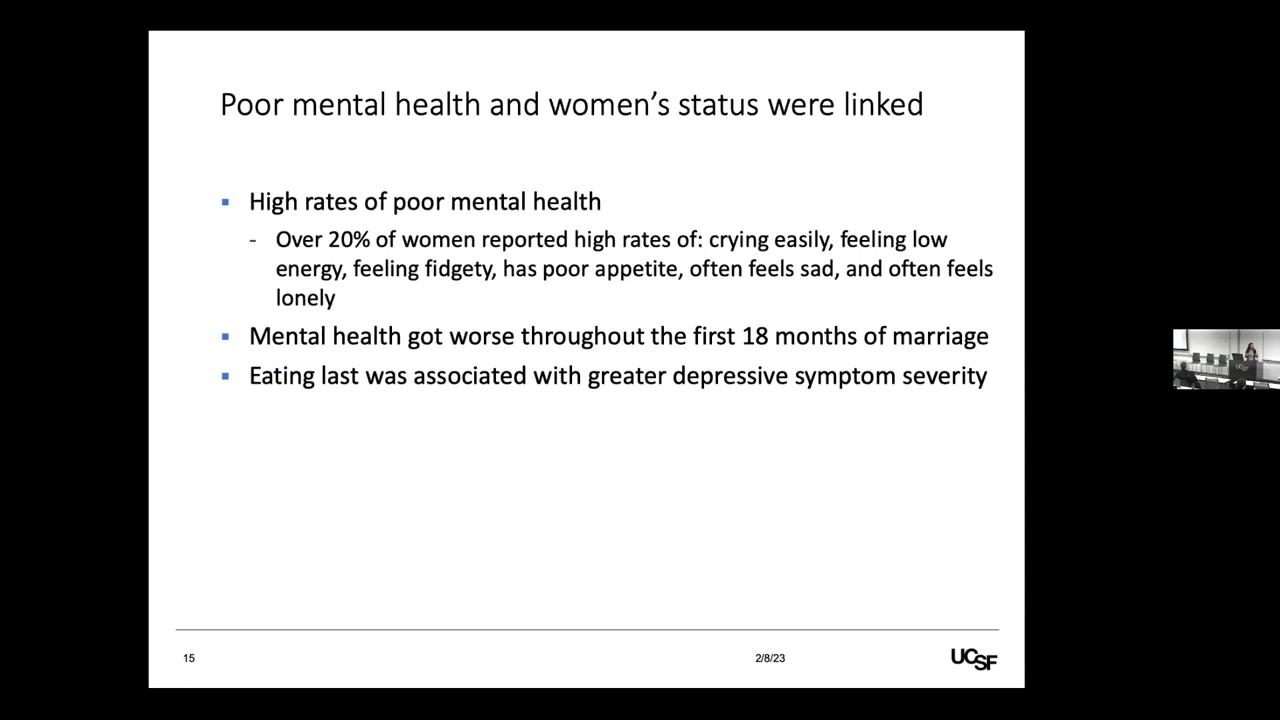 Poor mental health and women's status were linked
▪ High rates of poor mental health
- Over 20% of women reported high rates of: crying easily, feeling low
energy, feeling fidgety, has poor appetite, often feels sad, and often feels
lonely
▪ Mental health got worse throughout the first 18 months of marriage
▪ Eating last was associated with greater depressive symptom severity
15
2/8/23
UCSF
UCSF